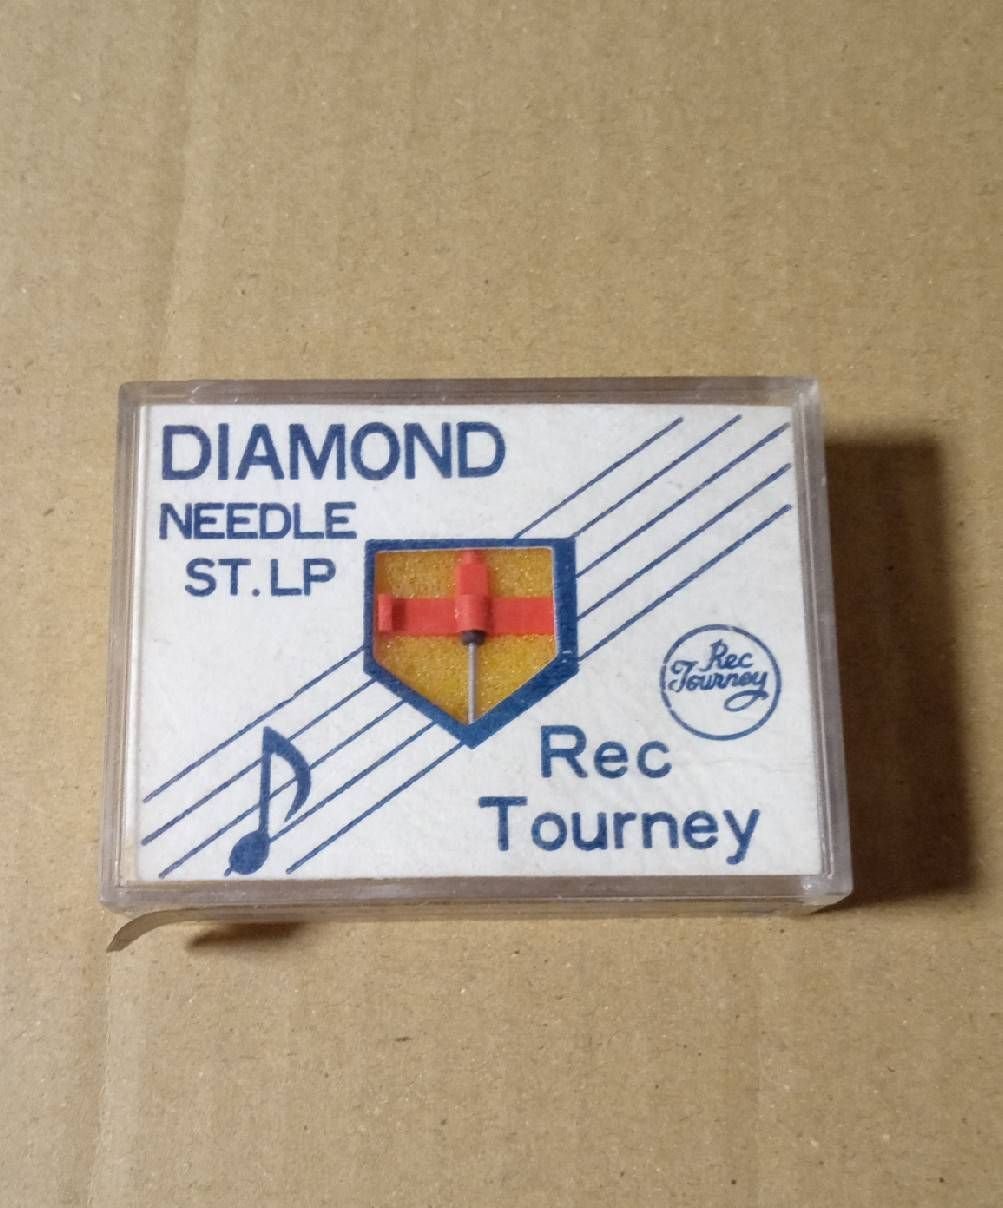 DIAMOND
NEEDLE
ST.LP
Rec
Tourney
Rec
Tourney